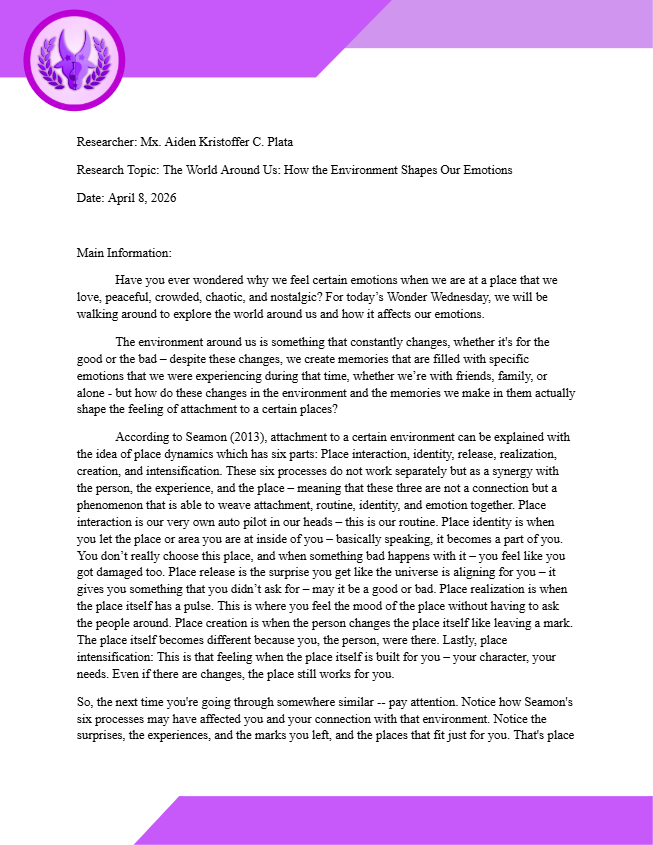 Researcher: Mx. Aiden Kristoffer C. Plata
Research Topic: The World Around Us: How the Environment Shapes Our Emotions
Date: April 8, 2026
Main Information:
Have you ever wondered why we feel certain emotions when we are at a place that we
love, peaceful, crowded, chaotic, and nostalgic? For today’s Wonder Wednesday, we will be
walking around to explore the world around us and how it affects our emotions.
The environment around us is something that constantly changes, whether it's for the
good or the bad – despite these changes, we create memories that are filled with specific
emotions that we were experiencing during that time, whether we’re with friends, family, or
alone - but how do these changes in the environment and the memories we make in them actually
shape the feeling of attachment to a certain places?
According to Seamon (2013), attachment to a certain environment can be explained with
the idea of place dynamics which has six parts: Place interaction, identity, release, realization,
creation, and intensification. These six processes do not work separately but as a synergy with
the person, the experience, and the place – meaning that these three are not a connection but a
phenomenon that is able to weave attachment, routine, identity, and emotion together. Place
interaction is our very own auto pilot in our heads – this is our routine. Place identity is when
you let the place or area you are at inside of you – basically speaking, it becomes a part of you.
You don’t really choose this place, and when something bad happens with it – you feel like you
got damaged too. Place release is the surprise you get like the universe is aligning for you – it
gives you something that you didn’t ask for – may it be a good or bad. Place realization is when
the place itself has a pulse. This is where you feel the mood of the place without having to ask
the people around. Place creation is when the person changes the place itself like leaving a mark.
The place itself becomes different because you, the person, were there. Lastly, place
intensification: This is that feeling when the place itself is built for you – your character, your
needs. Even if there are changes, the place still works for you.
So, the next time you're going through somewhere similar -- pay attention. Notice how Seamon's
six processes may have affected you and your connection with that environment. Notice the
surprises, the experiences, and the marks you left, and the places that fit just for you. That's place